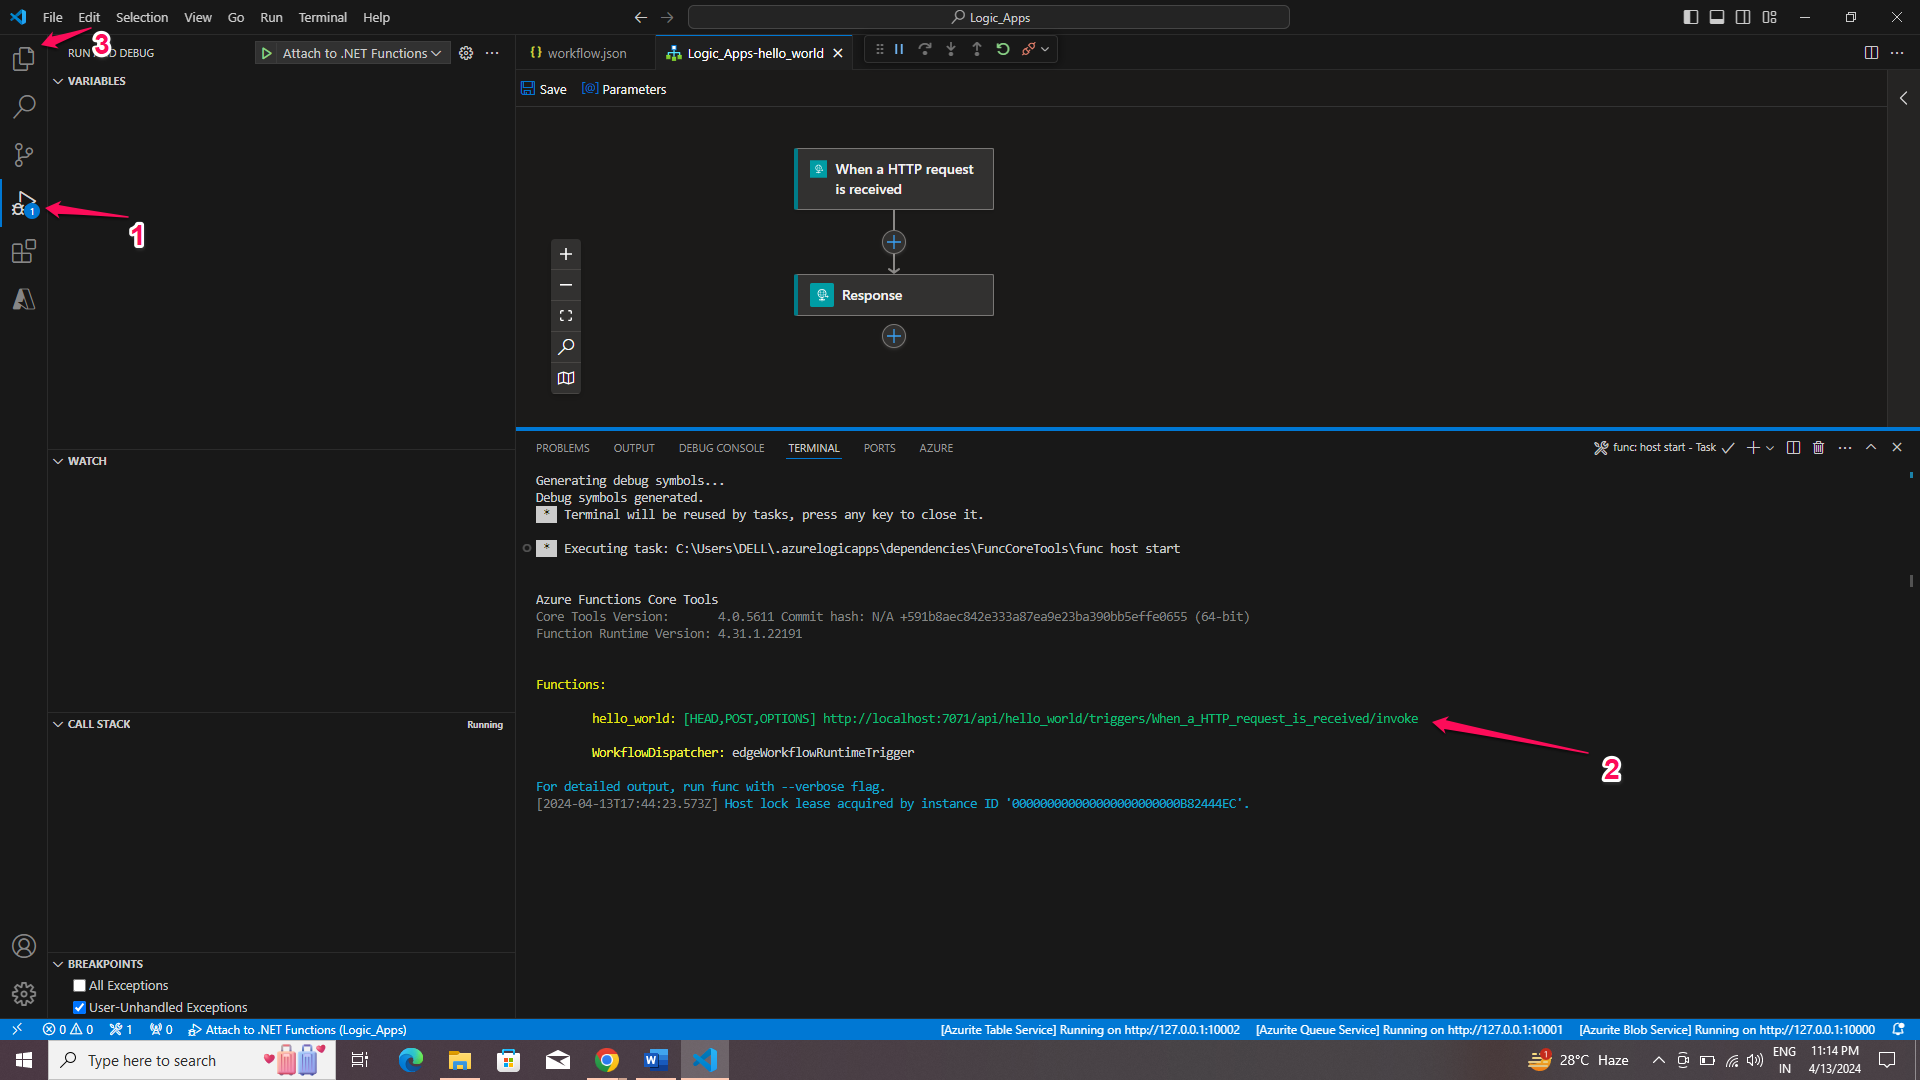 File Edit Selection View Go Run Terminal Help
Logic_Apps
3
RUN AND DEBUG
Attach to .NET Functions
VARIABLES
1
1
WATCH
CALL STACK
Running
BREAKPOINTS
All Exceptions
User-Unhandled Exceptions
{} workflow.json
Logic_Apps-hello_world
Save [@] Parameters
When a HTTP request
is received
Response
PROBLEMS OUTPUT DEBUG CONSOLE TERMINAL PORTS AZURE
func: host start - Task
Generating debug symbols...
Debug symbols generated.
* Terminal will be reused by tasks, press any key to close it.
* Executing task: C:\Users\DELL\.azurelogicapps\dependencies\FuncCoreTools\func host start
Azure Functions Core Tools
Core Tools Version: 4.0.5611 Commit hash: N/A +591b8aec842e333a87ea9e23ba390bb5effe0655 (64-bit)
Function Runtime Version: 4.31.1.22191
Functions:
hello_world: [HEAD,POST,OPTIONS] http://localhost:7071/api/hello_world/triggers/When_a_HTTP_request_is_received/invoke
2
WorkflowDispatcher: edgeWorkflowRuntimeTrigger
For detailed output, run func with --verbose flag.
[2024-04-13T17:44:23.573Z] Host lock lease acquired by instance ID '000000000000000000000000B82444EC'.
0 0 1 0 Attach to .NET Functions (Logic_Apps)
[Azurite Table Service] Running on http://127.0.0.1:10002 [Azurite Queue Service] Running on http://127.0.0.1:10001 [Azurite Blob Service] Running on http://127.0.0.1:10000
Type here to search
1 28°C Haze
ENG
IN
11:14 PM
4/13/2024